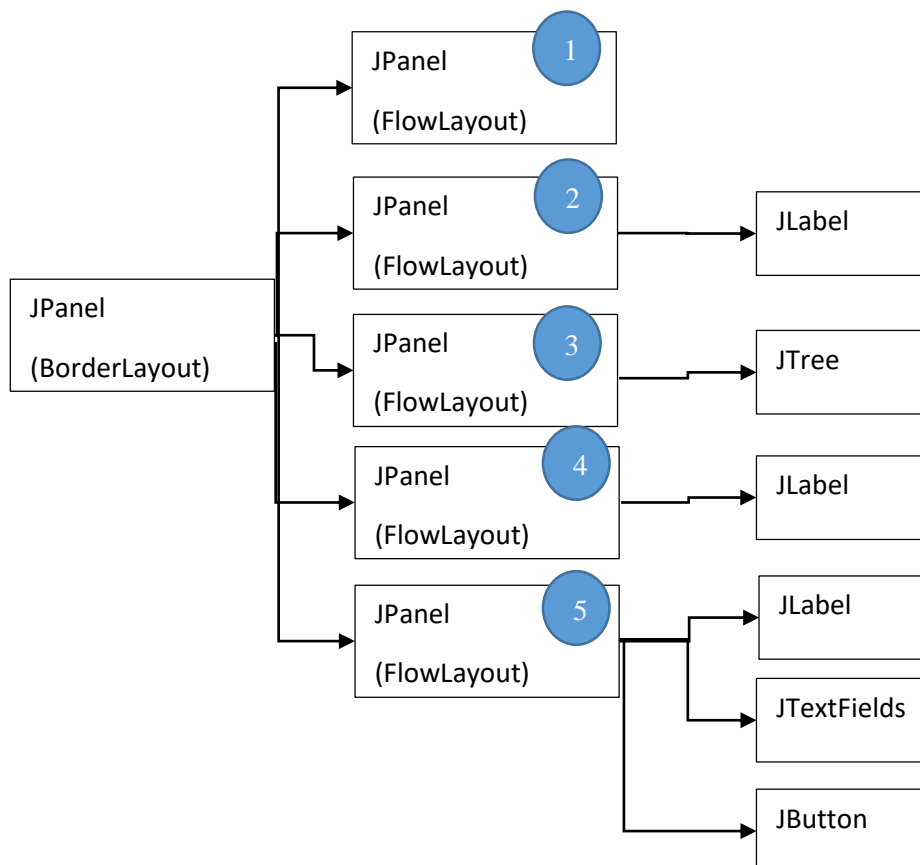 1
JPanel
(FlowLayout)
2
JPanel
(FlowLayout)
JLabel
JPanel
(BorderLayout)
3
JPanel
(FlowLayout)
JTree
4
JPanel
(FlowLayout)
JLabel
5
JPanel
(FlowLayout)
JLabel
JTextFields
JButton